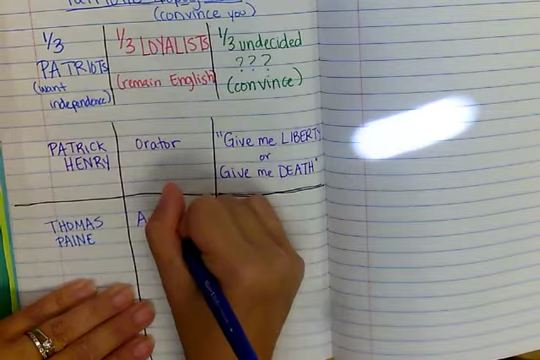 (convince you)
1/3
PATRIOTS
(want
independence)
1/3 LOYALISTS
(remain English)
1/3 undecided
???
(convince)
PATRICK
HENRY
Orator
"Give me LIBERTY
or
Give me DEATH"
THOMAS
PAINE
A